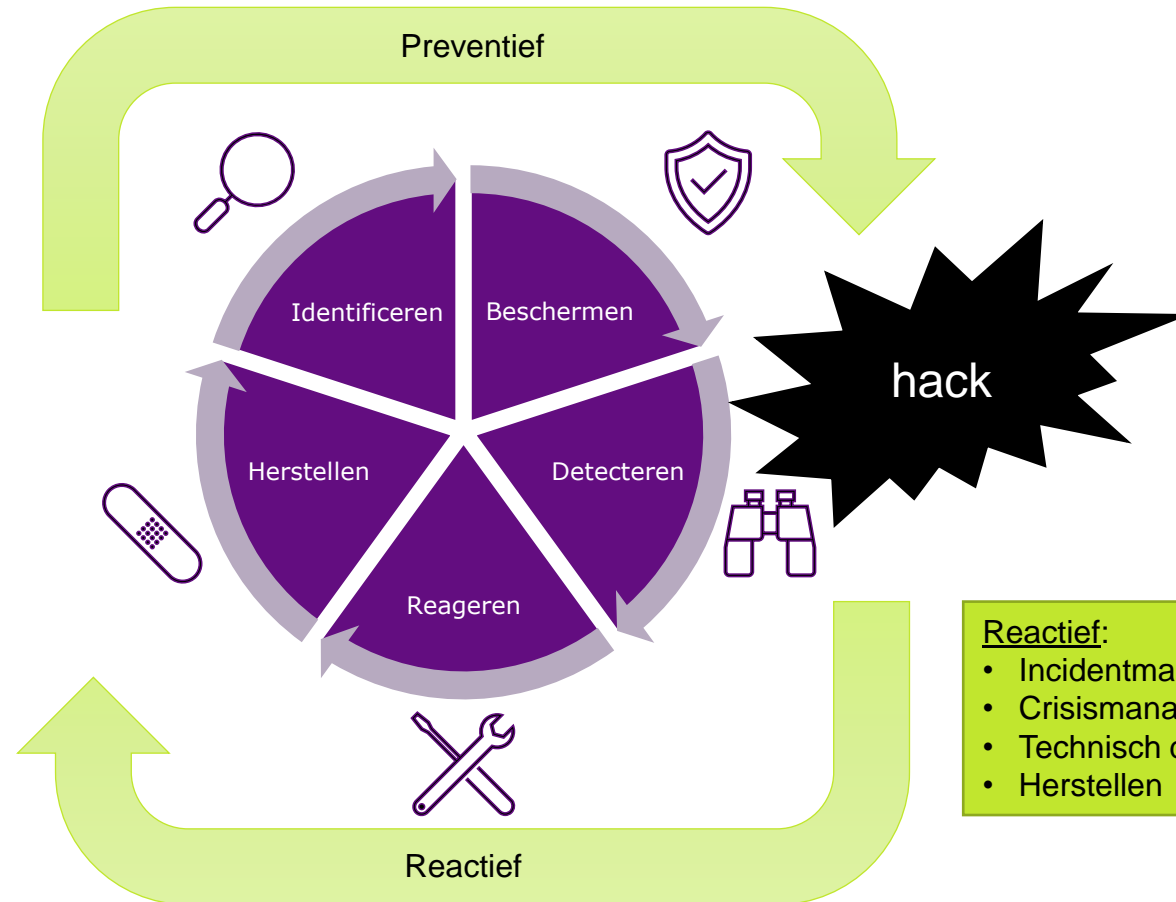 Preventief
Identificeren
Beschermen
hack
Herstellen
Detecteren
Reageren
Reactief:
• 
• 
• Technisch
• Herstellen
Reactief